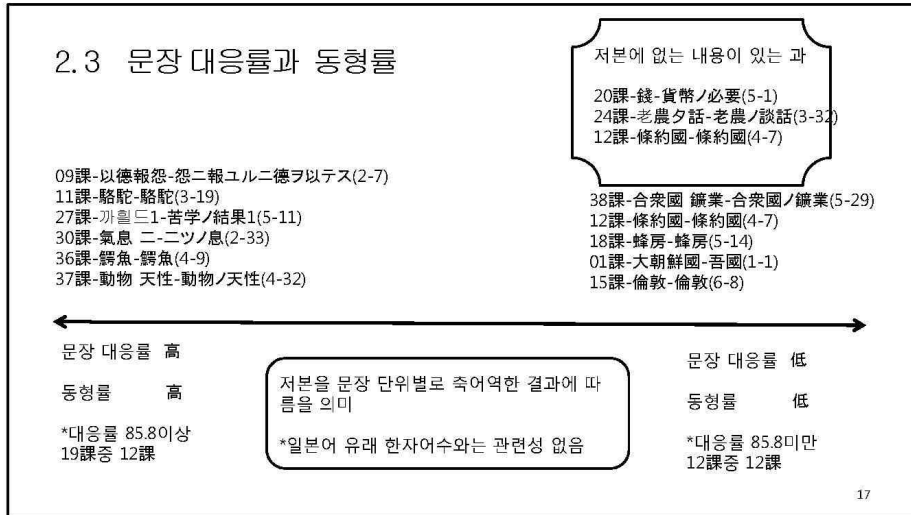 2.3 문장 대응률과 동형률
저본에 없는 내용이 있는 과
20課-錢-貨幣ノ必要(5-1)
24課-老農夕話-老農ノ談話(3-32)
12課-條約國-條約國(4-7)
09課-以德報怨-怨ニ報ユルニ德ヲ以テス(2-7)
11課-駱駝-駱駝(3-19)
27課-까흴드1-苦学ノ結果1(5-11)
30課-氣息 二-二ツノ息(2-33)
36課-鰐魚-鰐魚(4-9)
37課-動物 天性-動物ノ天性(4-32)
38課-合衆國 鑛業-合衆國ノ鑛業(5-29)
12課-條約國-條約國(4-7)
18課-蜂房-蜂房(5-14)
01課-大朝鮮國-吾國(1-1)
15課-倫敦-倫敦(6-8)
문장 대응률 高
동형률 高
*대응률 85.8이상
19課중 12課
저본을 문장 단위별로 축어역한 결과에 따
름을 의미
*일본어 유래 한자어수와는 관련성 없음
문장 대응률 低
동형률 低
*대응률 85.8미만
12課중 12課
17